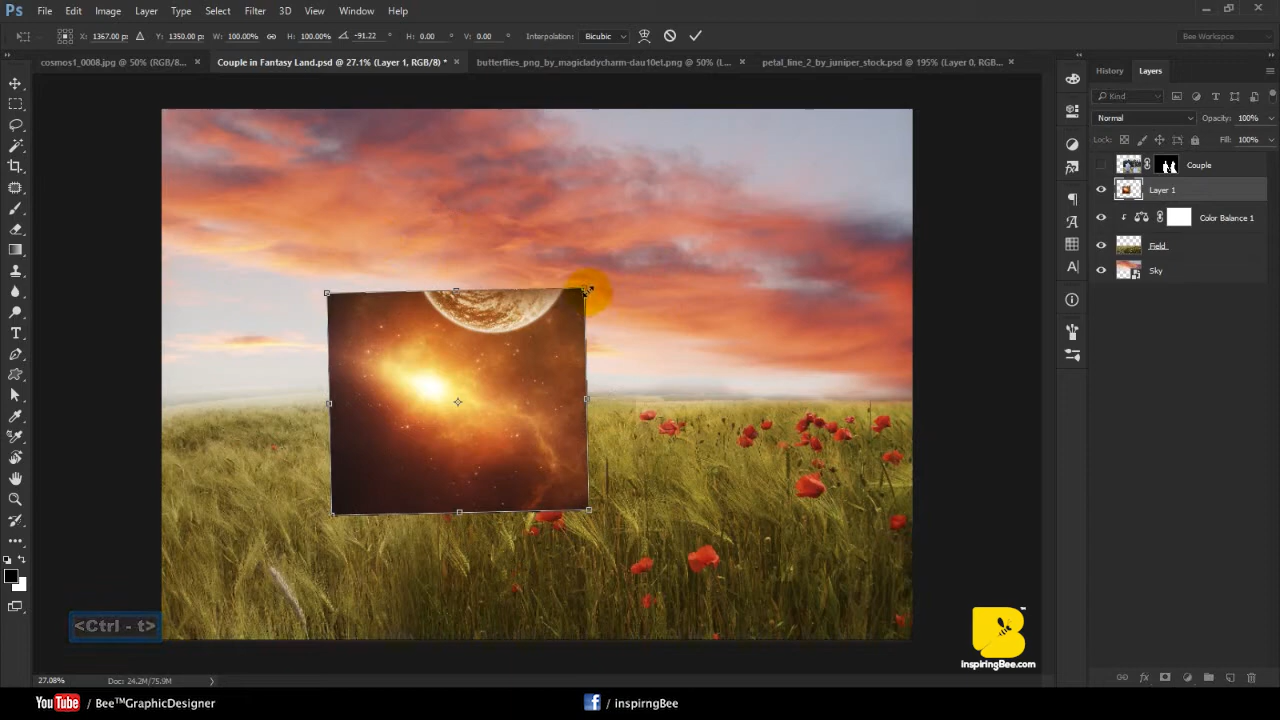 Ps File Edit Image Layer Type Select Filter 3D View Window Help
X: 1367.00 px Y: 1350.00 px W: 100.00% H: 100.00% -91.22 H: 0.00 V: 0.00 Interpolation: Bicubic Bee Workspace
cosmos1_0008.jpg @ 50% (RGB/8... × Couple in Fantasy Land.psd @ 27.1% (Layer 1, RGB/8) * × butterflies_png_by_magicladycharm-dau10et.png @ 50% (L... × petal_line_2_by_juniper_stock.psd @ 195% (Layer 0, RGB... ×
History Layers
Kind
Normal Opacity: 100%
Lock: Fill: 100%
Couple
Layer 1
Color Balance 1
Field
Sky
<Ctrl - t>
B™
inspiringBee.com
27.08% Doc: 24.2M/75.9M
YouTube / Bee™GraphicDesigner f / inspirngBee